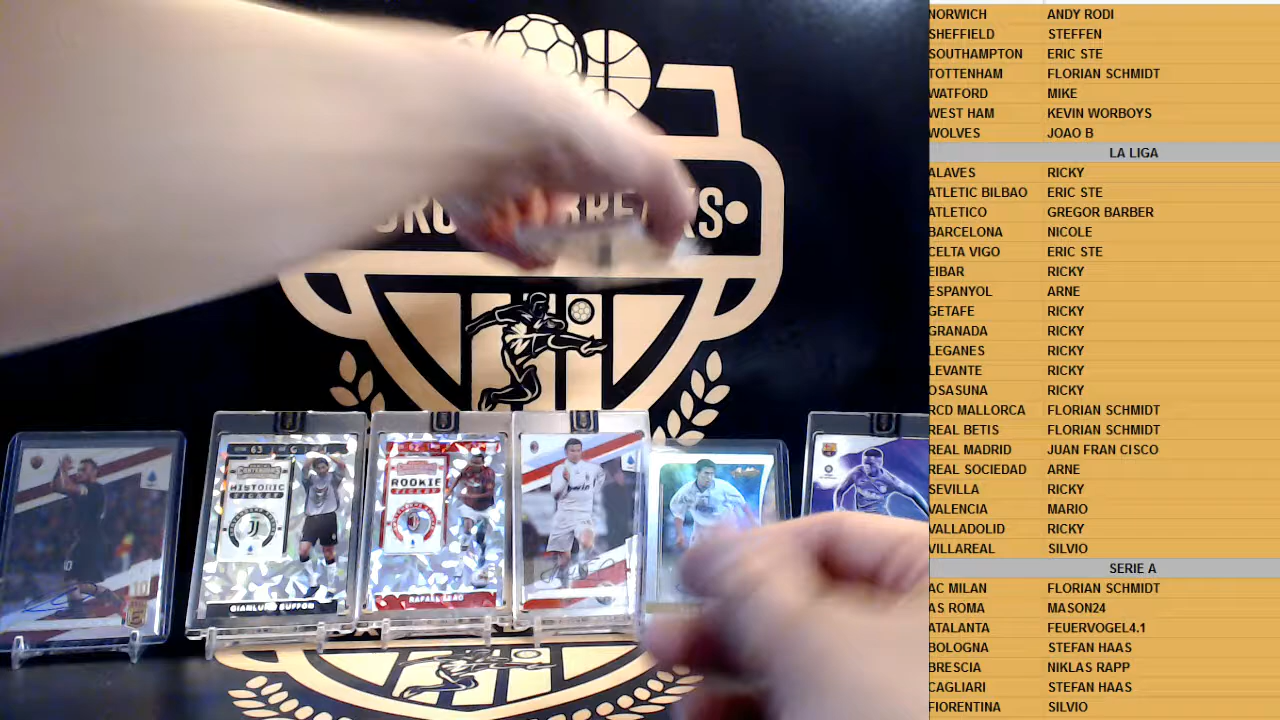 NORWICH ANDY RODI
SHEFFIELD STEFFEN
SOUTHAMPTON ERIC STE
TOTTENHAM FLORIAN SCHMIDT
WATFORD MIKE
WEST HAM KEVIN WORBOYS
WOLVES JOAO B
LA LIGA
ALAVES RICKY
ATLETIC BILBAO ERIC STE
ATLETICO GREGOR BARBER
BARCELONA NICOLE
CELTA VIGO ERIC STE
EIBAR RICKY
ESPANYOL ARNE
GETAFE RICKY
GRANADA RICKY
LEGANES RICKY
LEVANTE RICKY
OSASUNA RICKY
RCD MALLORCA FLORIAN SCHMIDT
REAL BETIS FLORIAN SCHMIDT
REAL MADRID JUAN FRAN CISCO
REAL SOCIEDAD ARNE
SEVILLA RICKY
VALENCIA MARIO
VALLADOLID RICKY
VILLAREAL SILVIO
SERIE A
AC MILAN FLORIAN SCHMIDT
AS ROMA MASON24
ATALANTA FEUERVOGEL4.1
BOLOGNA STEFAN HAAS
BRESCIA NIKLAS RAPP
CAGLIARI STEFAN HAAS
FIORENTINA SILVIO
HISTORIC
TICKET
GIANLUIGI BUFFON
ROOKIE
TICKET
RAFAEL LEAO
bwin